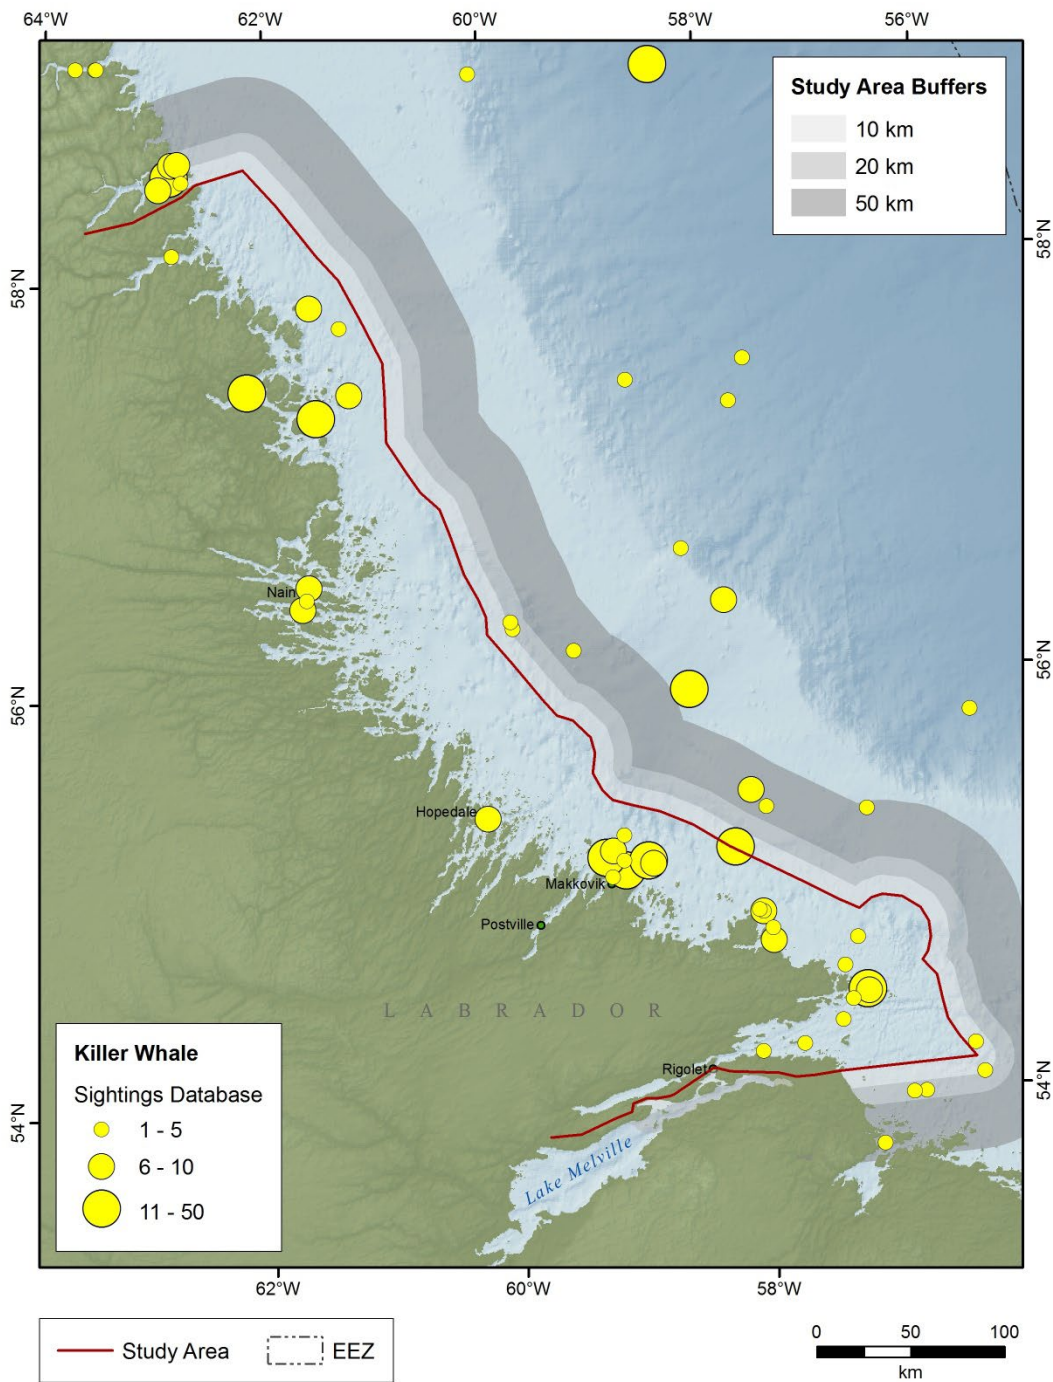 64°W 62°W 60°W 58°W 56°W
Study Area Buffers
10 km
20 km
50 km
58°N
58°N
Nain
56°N
56°N
Hopedale
Makkovik
Postville
LABRADOR
Rigolet
54°N
54°N
Lake Melville
Killer Whale
Sightings Database
1 - 5
6 - 10
11 - 50
62°W 60°W 58°W
Study Area
EEZ
0 50 100
km